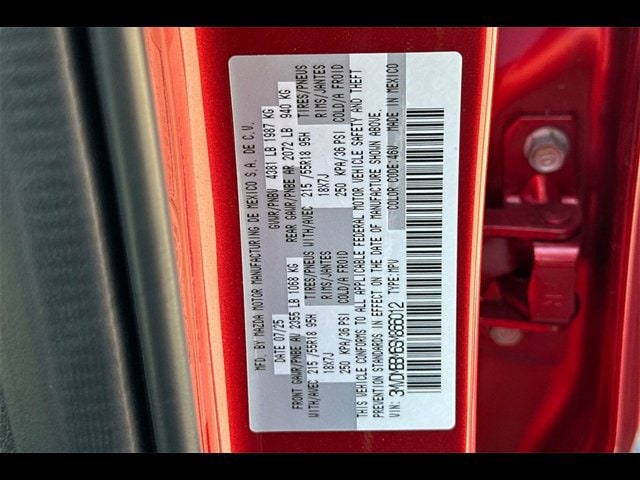 MFD. BY MAZDA MOTOR MANUFACTURING DE MEXICO S.A. DE C.V.
DATE 07/25 GVWR/PNBV 4381 LB 1987 KG
FRONT GAWR/PNBE AV 2355 LB 1068 KG REAR GAWR/PNBE AR 2072 LB 940 KG
WITH/AVEC 215/55R18 95H TIRES/PNEUS WITH/AVEC 215/55R18 95H TIRES/PNEUS
18X7J RIMS/JANTES 18X7J RIMS/JANTES
250 KPA/36 PSI COLD/A FROID 250 KPA/36 PSI COLD/A FROID
THIS VEHICLE CONFORMS TO ALL APPLICABLE FEDERAL MOTOR VEHICLE SAFETY AND THEFT
PREVENTION STANDARDS IN EFFECT ON THE DATE OF MANUFACTURE SHOWN ABOVE.
VIN: TYPE:MPV COLOR CODE:46V MADE IN MEXICO